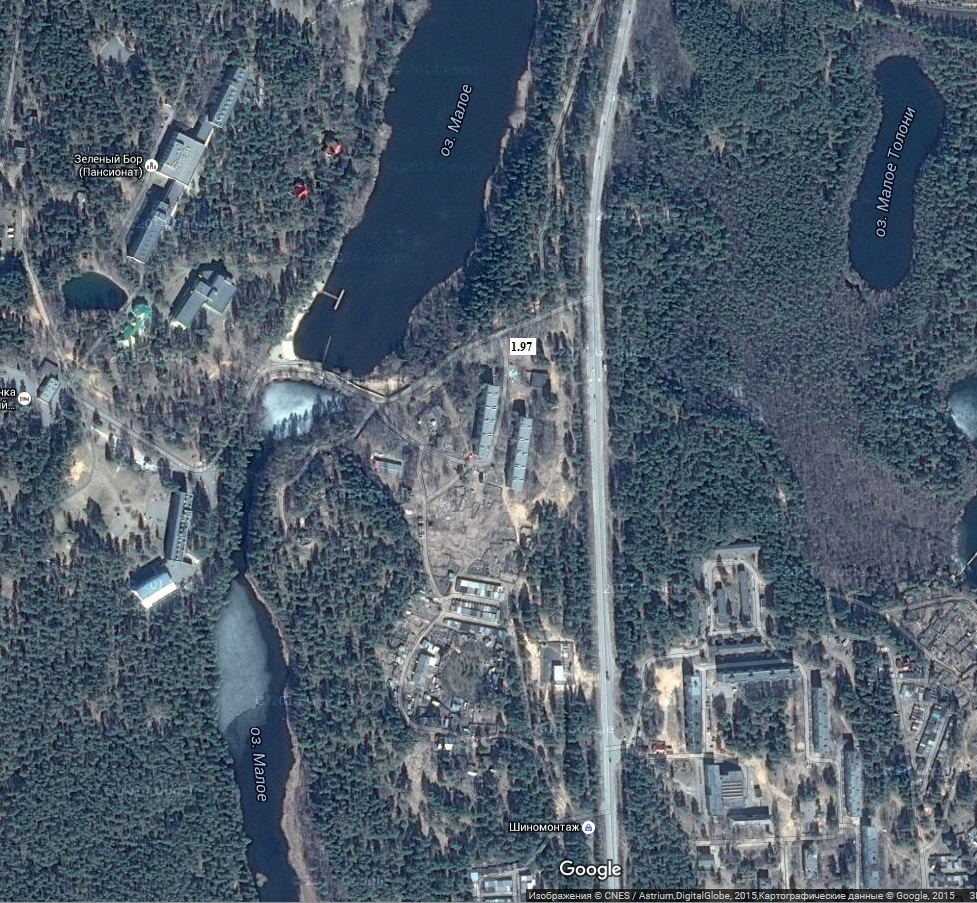 оз. Малое
оз. Малое Толони
Зеленый Бор
(Пансионат)
1.97
нка
й...
оз. Малое
Шиномонтаж
Google
Изображения © CNES / Astrium,DigitalGlobe, 2015,Картографические данные © Google, 2015